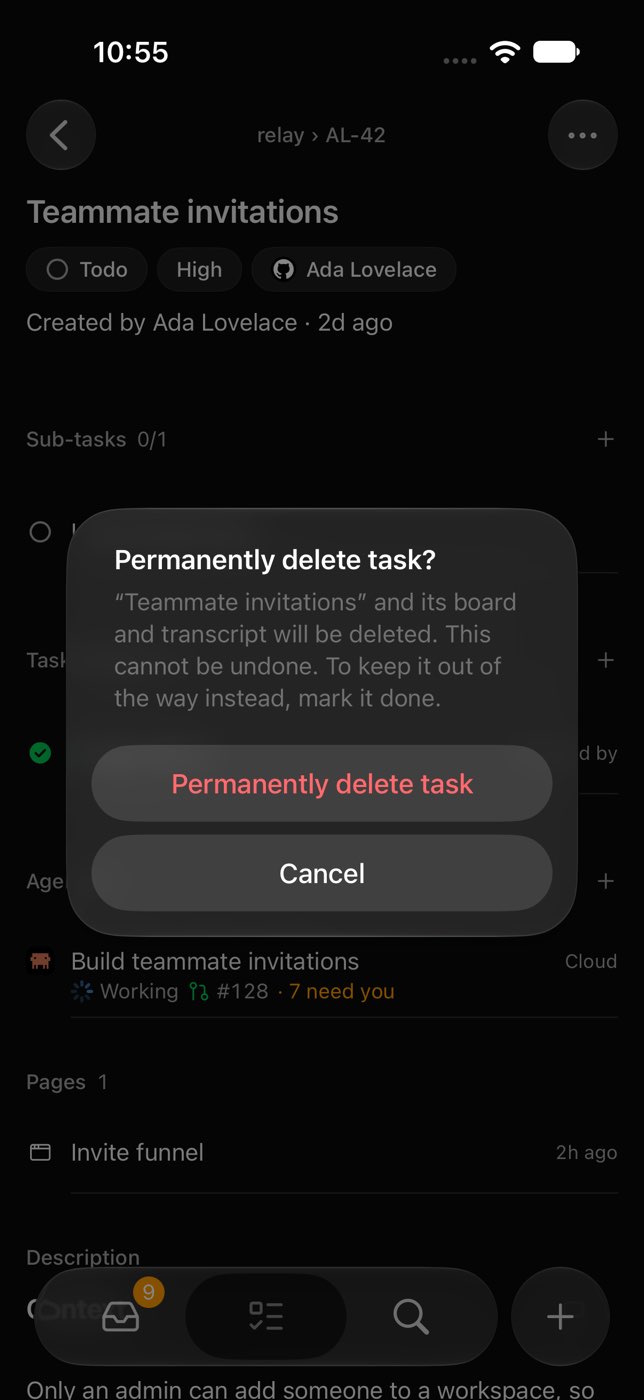 10:55
relay › AL-42
Teammate invitations
Todo
High
Ada Lovelace
Created by Ada Lovelace · 2d ago
Sub-tasks 0/1
Permanently delete task?
“Teammate invitations” and its board
and transcript will be deleted. This
cannot be undone. To keep it out of
the way instead, mark it done.
d by
Permanently delete task
Cancel
Build teammate invitations
Cloud
Working #128 · 7 need you
Pages 1
Invite funnel
2h ago
Description
9
Only an admin can add someone to a workspace, so